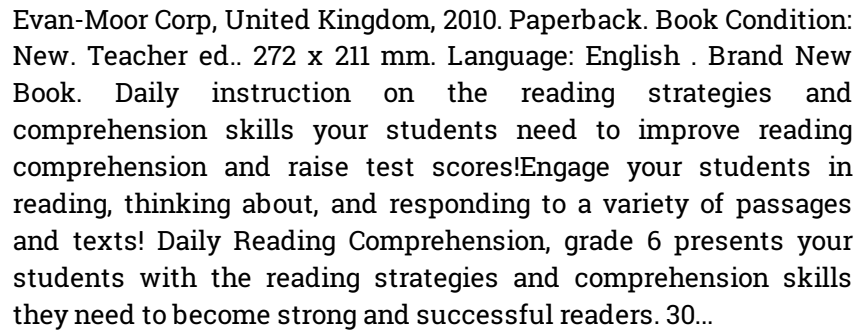 Evan-Moor Corp, United Kingdom, 2010. Paperback. Book Condition:
New. Teacher ed.. 272 x 211 mm. Language: English . Brand New
Book. Daily instruction on the reading strategies and
comprehension skills your students need to improve reading
comprehension and raise test scores!Engage your students in
reading, thinking about, and responding to a variety of passages
and texts! Daily Reading Comprehension, grade 6 presents your
students with the reading strategies and comprehension skills
they need to become strong and successful readers. 30...